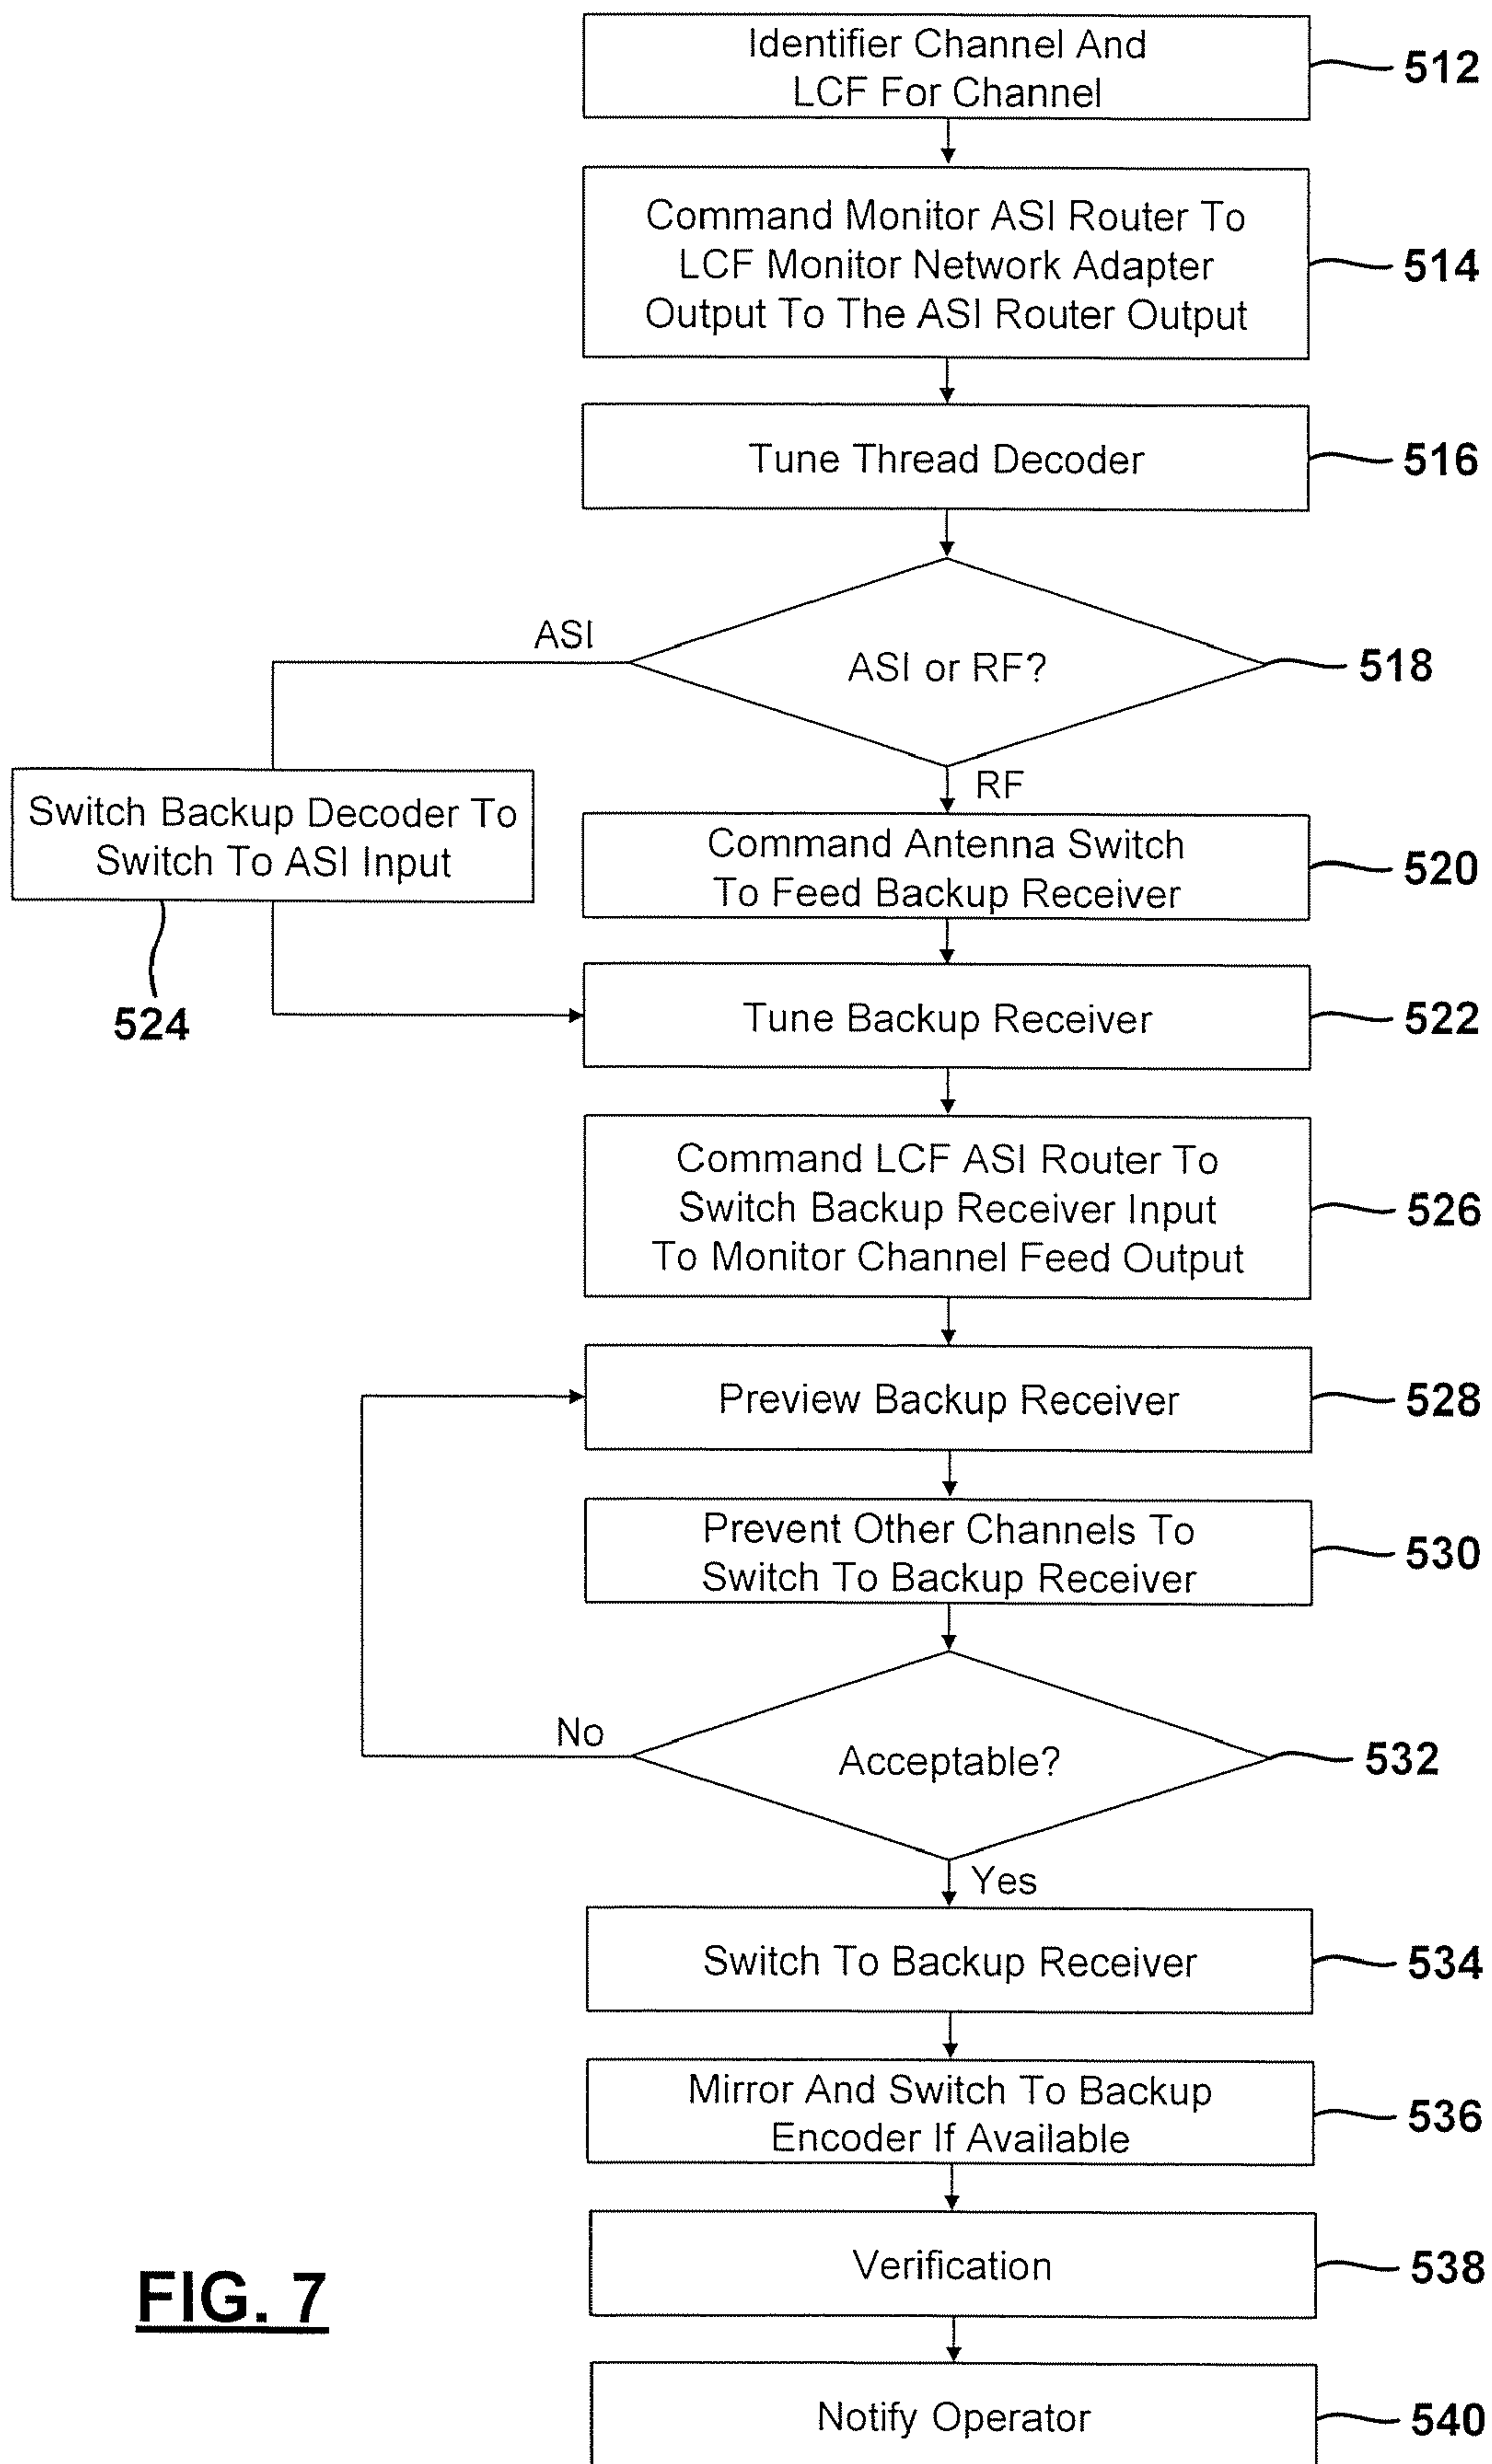 Identifier Channel And
LCF For Channel
512
Command Monitor ASI Router To
LCF Monitor Network Adapter
Output To The ASI Router Output
514
Tune Thread Decoder
516
ASI
ASI or RF?
518
RF
Switch Backup Decoder To
Switch To ASI Input
524
Command Antenna Switch
To Feed Backup Receiver
520
Tune Backup Receiver
522
Command LCF ASI Router To
Switch Backup Receiver Input
To Monitor Channel Feed Output
526
Preview Backup Receiver
528
Prevent Other Channels To
Switch To Backup Receiver
530
No
Acceptable?
532
Yes
Switch To Backup Receiver
534
Mirror And Switch To Backup
Encoder If Available
536
Verification
538
Notify Operator
540
FIG. 7